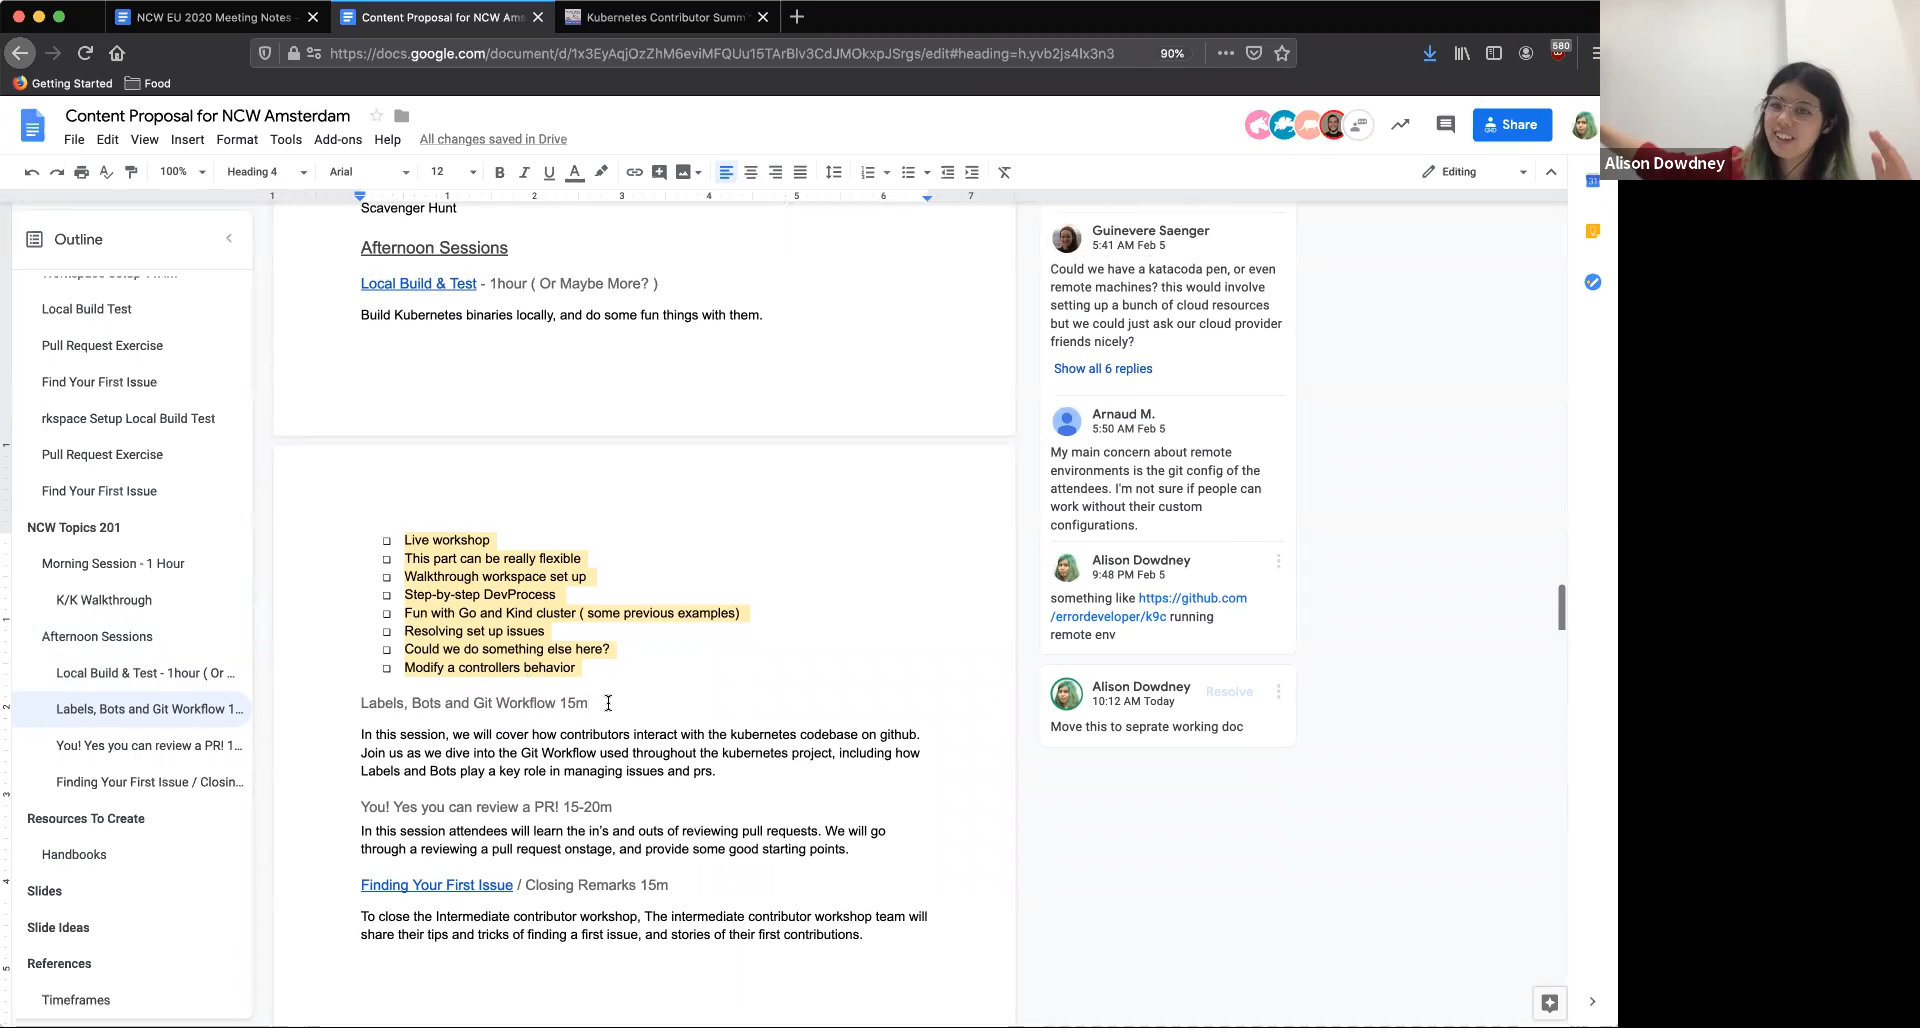 NCW EU 2020 Meeting Notes -
Content Proposal for NCW Ams
Kubernetes Contributor Summ
https://docs.google.com/document/d/1x3EyAqjOzZhM6eviMFQUu15TArBlv3CdJMOkxpJSrgs/edit#heading=h.yvb2js4lx3n3
90%
580
Getting Started
Food
Content Proposal for NCW Amsterdam
Share
File Edit View Insert Format Tools Add-ons Help All changes saved in Drive
100% Heading 4 Arial 12 Editing
Alison Dowdney
31
1 1 2 3 4 5 6 7
Outline
Local Build Test
Pull Request Exercise
Find Your First Issue
rkspace Setup Local Build Test
Pull Request Exercise
Find Your First Issue
NCW Topics 201
Morning Session - 1 Hour
K/K Walkthrough
Afternoon Sessions
Local Build & Test - 1hour ( Or ...
Labels, Bots and Git Workflow 1...
You! Yes you can review a PR! 1...
Finding Your First Issue / Closin...
Resources To Create
Handbooks
Slides
Slide Ideas
References
Timeframes
1
1
2
3
4
5
Scavenger Hunt
Afternoon Sessions
Local Build & Test - 1hour ( Or Maybe More? )
Build Kubernetes binaries locally, and do some fun things with them.
Live workshop
This part can be really flexible
Walkthrough workspace set up
Step-by-step DevProcess
Fun with Go and Kind cluster ( some previous examples)
Resolving set up issues
Could we do something else here?
Modify a controllers behavior
Labels, Bots and Git Workflow 15m
In this session, we will cover how contributors interact with the kubernetes codebase on github.
Join us as we dive into the Git Workflow used throughout the kubernetes project, including how
Labels and Bots play a key role in managing issues and prs.
You! Yes you can review a PR! 15-20m
In this session attendees will learn the in's and outs of reviewing pull requests. We will go
through a reviewing a pull request onstage, and provide some good starting points.
Finding Your First Issue / Closing Remarks 15m
To close the Intermediate contributor workshop, The intermediate contributor workshop team will
share their tips and tricks of finding a first issue, and stories of their first contributions.
Guinevere Saenger
5:41 AM Feb 5
Could we have a katacoda pen, or even
remote machines? this would involve
setting up a bunch of cloud resources
but we could just ask our cloud provider
friends nicely?
Show all 6 replies
Arnaud M.
5:50 AM Feb 5
My main concern about remote
environments is the git config of the
attendees. I'm not sure if people can
work without their custom
configurations.
Alison Dowdney
9:48 PM Feb 5
something like https://github.com
/errordeveloper/k9c running
remote env
Alison Dowdney
Resolve
10:12 AM Today
Move this to seprate working doc